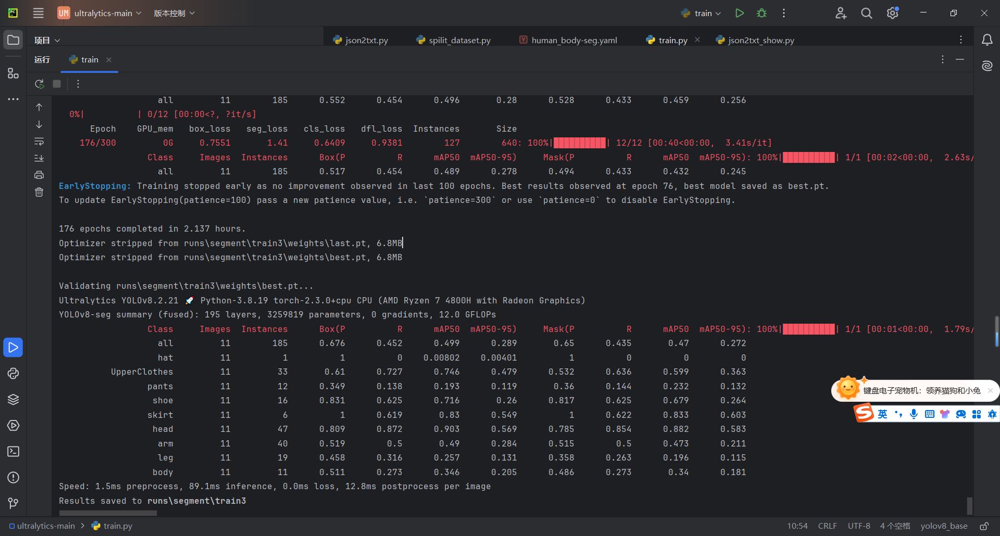 PC UM ultralytics-main 版本控制 train
项目 json2txt.py spilit_dataset.py human_body-seg.yaml train.py json2txt_show.py
运行 train
all 11 185 0.552 0.454 0.496 0.28 0.528 0.433 0.459 0.256
0%| | 0/12 [00:00<?, ?it/s]
Epoch GPU_mem box_loss seg_loss cls_loss dfl_loss Instances Size
176/300 0G 0.7551 1.41 0.6409 0.9381 127 640: 100%|██████████| 12/12 [00:40<00:00, 3.41s/it]
Class Images Instances Box(P R mAP50 mAP50-95) Mask(P R mAP50 mAP50-95): 100%|██████████| 1/1 [00:02<00:00, 2.63s/
all 11 185 0.517 0.454 0.489 0.278 0.494 0.433 0.432 0.245
EarlyStopping: Training stopped early as no improvement observed in last 100 epochs. Best results observed at epoch 76, best model saved as best.pt.
To update EarlyStopping(patience=100) pass a new patience value, i.e. `patience=300` or use `patience=0` to disable EarlyStopping.
176 epochs completed in 2.137 hours.
Optimizer stripped from runs\segment\train3\weights\last.pt, 6.8MB
Optimizer stripped from runs\segment\train3\weights\best.pt, 6.8MB
Validating runs\segment\train3\weights\best.pt...
Ultralytics YOLOv8.2.21 🚀 Python-3.8.19 torch-2.3.0+cpu CPU (AMD Ryzen 7 4800H with Radeon Graphics)
YOLOv8-seg summary (fused): 195 layers, 3259819 parameters, 0 gradients, 12.0 GFLOPs
Class Images Instances Box(P R mAP50 mAP50-95) Mask(P R mAP50 mAP50-95): 100%|██████████| 1/1 [00:01<00:00, 1.79s/
all 11 185 0.676 0.452 0.499 0.289 0.65 0.435 0.47 0.272
hat 11 1 1 0 0.00802 0.00401 1 0 0 0
UpperClothes 11 33 0.61 0.727 0.746 0.479 0.532 0.636 0.599 0.363
pants 11 12 0.349 0.138 0.193 0.119 0.36 0.144 0.232 0.132
shoe 11 16 0.831 0.625 0.716 0.26 0.817 0.625 0.679 0.264
skirt 11 6 1 0.619 0.83 0.549 1 0.622 0.833 0.603
head 11 47 0.809 0.872 0.903 0.569 0.785 0.854 0.882 0.583
arm 11 40 0.519 0.5 0.49 0.284 0.515 0.5 0.473 0.211
leg 11 19 0.458 0.316 0.257 0.131 0.358 0.263 0.196 0.115
body 11 11 0.511 0.273 0.346 0.205 0.486 0.273 0.34 0.181
Speed: 1.5ms preprocess, 89.1ms inference, 0.0ms loss, 12.8ms postprocess per image
Results saved to runs\segment\train3
键盘电子宠物机：领养猫狗和小兔
S 英
ultralytics-main > train.py 10:54 CRLF UTF-8 4 个空格 yolov8_base